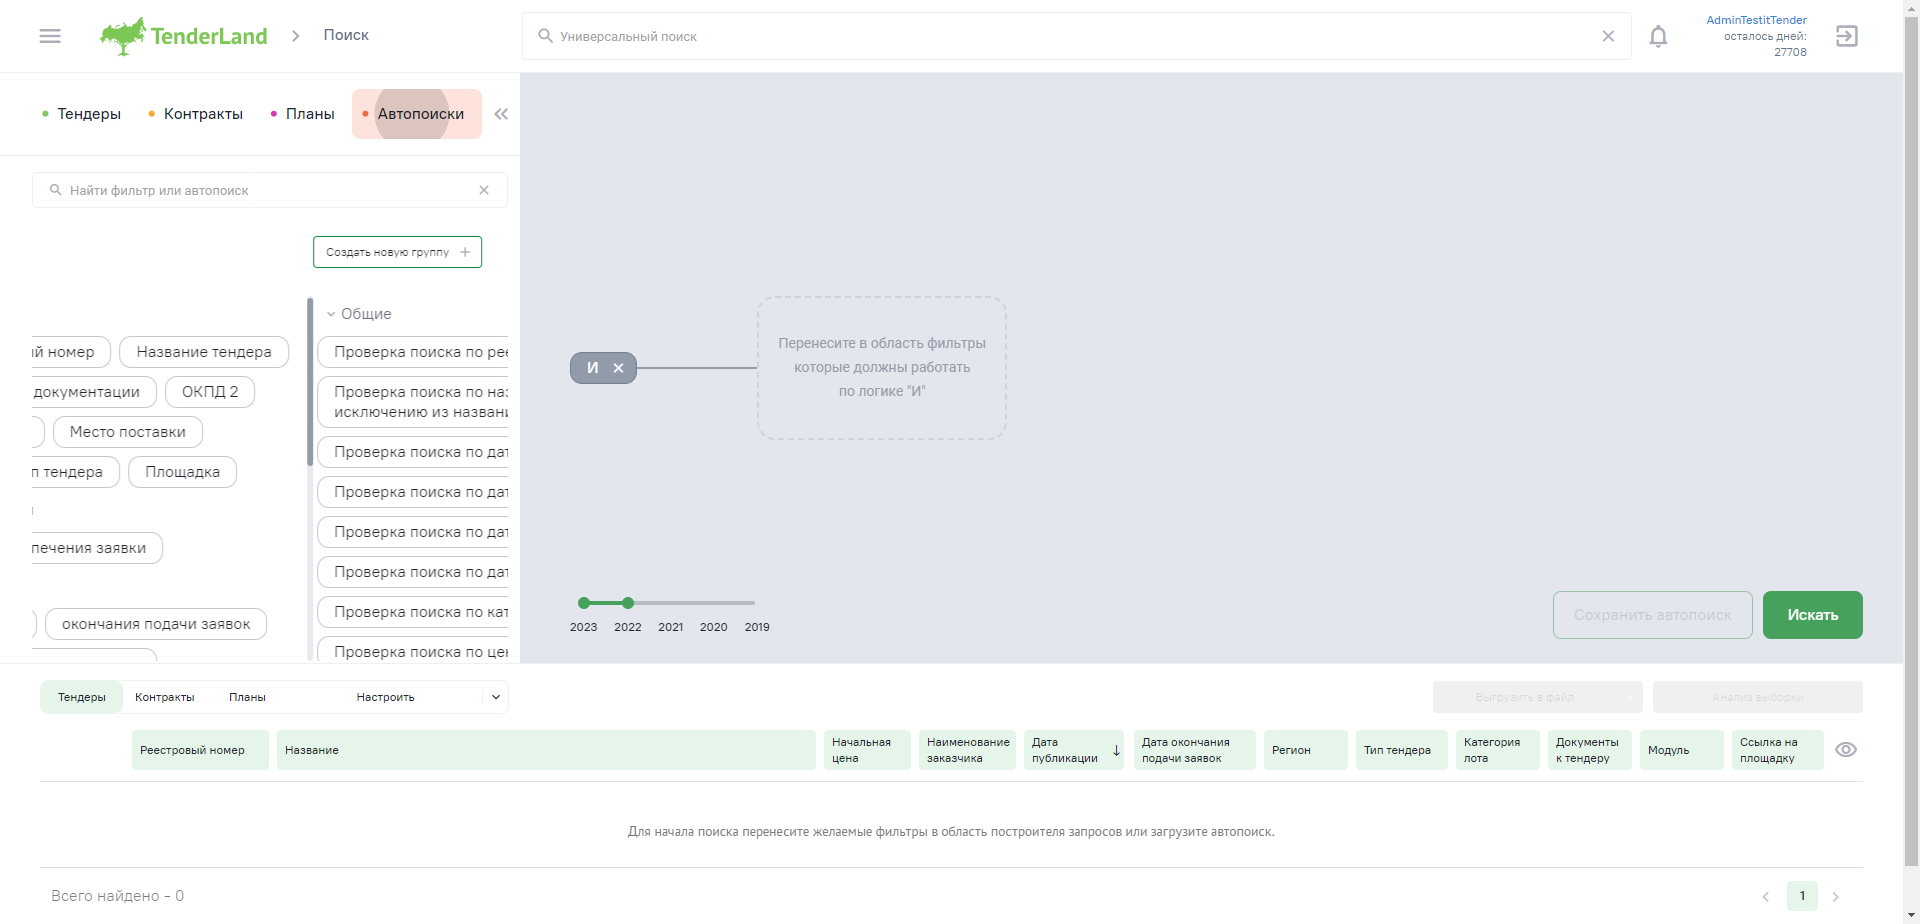 TenderLand
Поиск
Универсальный поиск
AdminTestitTender
осталось дней:
27708
Тендеры
Контракты
Планы
Автопоиски
Найти фильтр или автопоиск
Создать новую группу
номер
Название тендера
документации
ОКПД 2
Место поставки
тендера
Площадка
печения заявки
окончания подачи заявок
Общие
Проверка поиска по рее
Проверка поиска по наз
исключению из названи
Проверка поиска по дат
Проверка поиска по дат
Проверка поиска по дат
Проверка поиска по дат
Проверка поиска по кат
Проверка поиска по цен
И
Перенесите в область фильтры
которые должны работать
по логике "И"
2023
2022
2021
2020
2019
Сохранить автопоиск
Искать
Тендеры
Контракты
Планы
Настроить
Выгрузить в файл
Анализ выборки
Реестровый номер
Название
Начальная
цена
Наименование
заказчика
Дата
публикации
Дата окончания
подачи заявок
Регион
Тип тендера
Категория
лота
Документы
к тендеру
Модуль
Ссылка на
площадку
Для начала поиска перенесите желаемые фильтры в область построителя запросов или загрузите автопоиск.
Всего найдено - 0
1